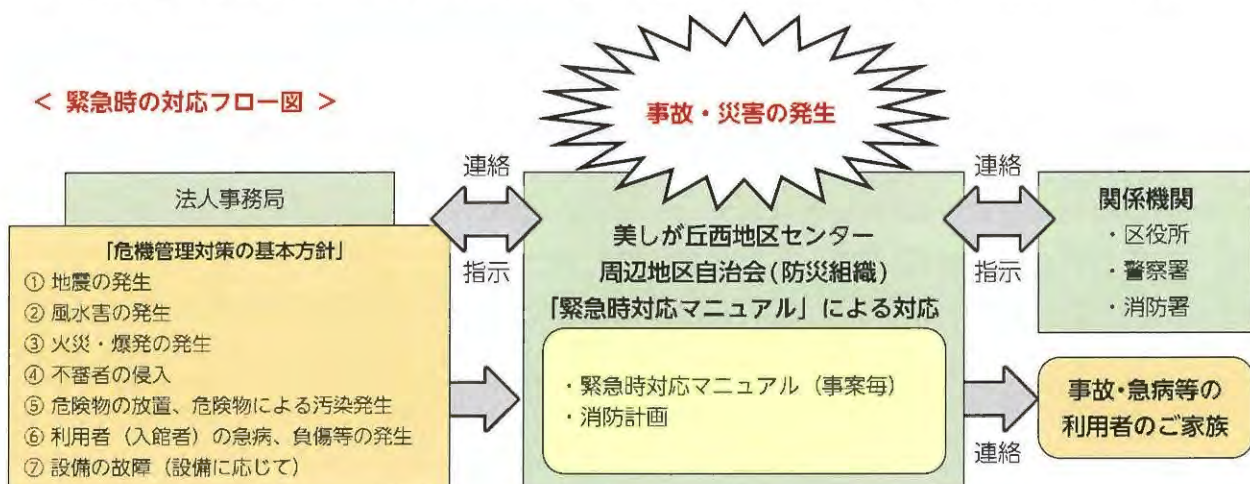 < 緊急時の対応フロー図 >
事故・災害の発生
連絡
指示
法人事務局
「危機管理対策の基本方針」
① 地震の発生
② 風水害の発生
③ 火災・爆発の発生
④ 不審者の侵入
⑤ 危険物の放置、危険物による汚染発生
⑥ 利用者（入館者）の急病、負傷等の発生
⑦ 設備の故障（設備に応じて）
美しが丘西地区センター
周辺地区自治会(防災組織)
「緊急時対応マニュアル」による対応
・緊急時対応マニュアル（事案毎）
・消防計画
連絡
指示
関係機関
・区役所
・警察署
・消防署
連絡
事故・急病等の
利用者のご家族